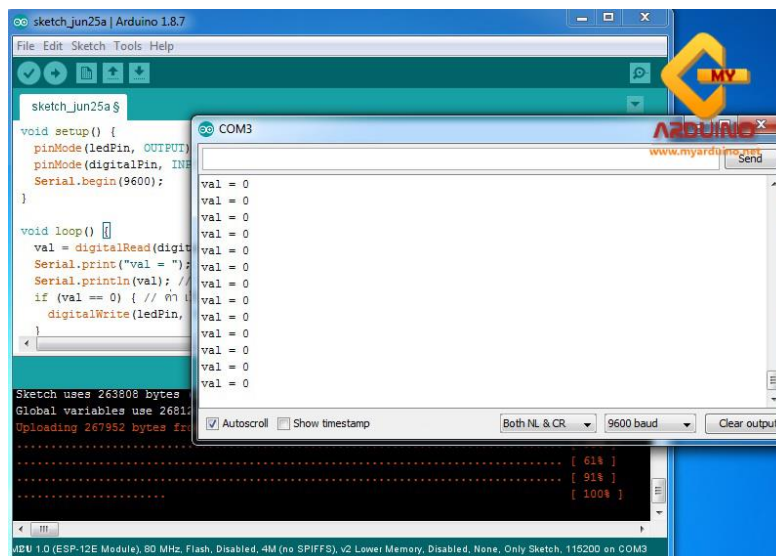 sketch_jun25a | Arduino 1.8.7
File Edit Sketch Tools Help
sketch_jun25a §
void setup() {
pinMode(ledPin, OUTPUT)
pinMode(digitalPin, INP
Serial.begin(9600);
}
void loop() {
val = digitalRead(digit
Serial.print("val = ");
Serial.println(val); //
if (val == 0) { // ค่า
digitalWrite(ledPin,
}
MY
ARDUINO
www.myarduino.net
COM3
Send
val = 0
val = 0
val = 0
val = 0
val = 0
val = 0
val = 0
val = 0
val = 0
val = 0
val = 0
val = 0
val = 0
Autoscroll Show timestamp Both NL & CR 9600 baud Clear output
Sketch uses 263808 bytes
Global variables use 26812
Uploading 267952 bytes fro
................................................................................ [ 61% ]
................................................................................ [ 91% ]
...................... [ 100% ]
MCU 1.0 (ESP-12E Module), 80 MHz, Flash, Disabled, 4M (no SPIFFS), v2 Lower Memory, Disabled, None, Only Sketch, 115200 on COM3